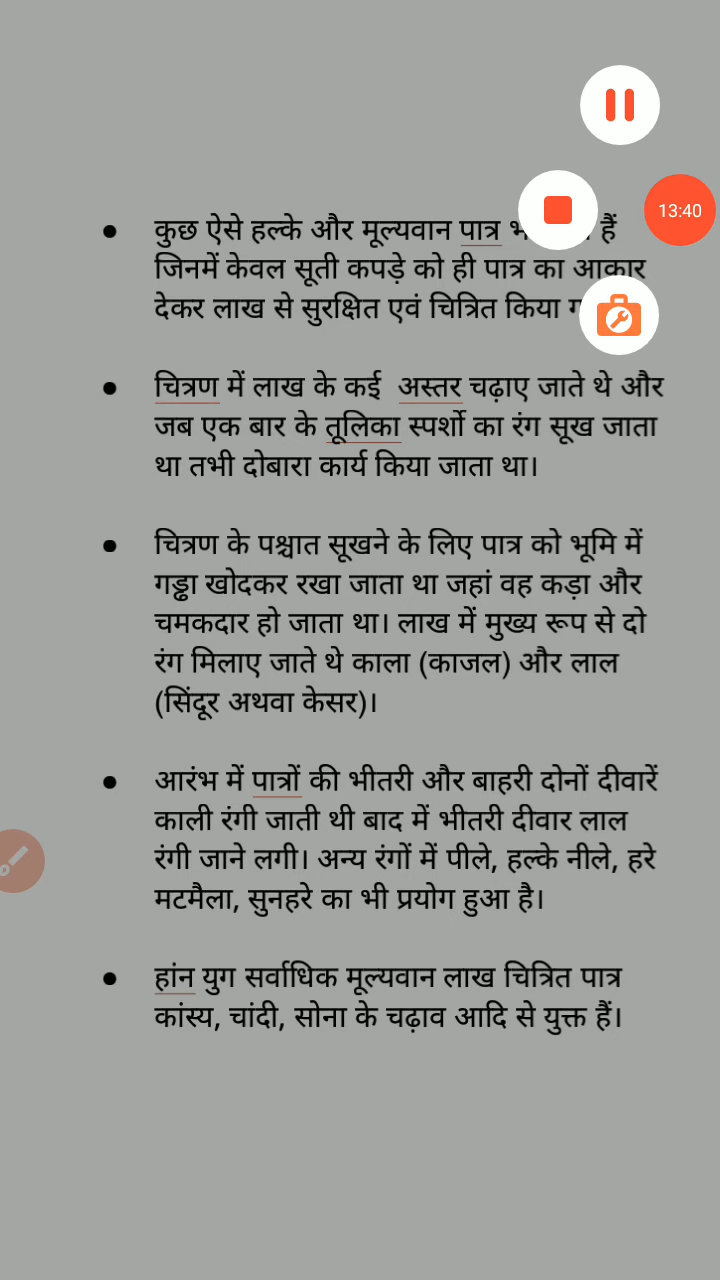 कुछ ऐसे हल्के और मूल्यवान पात्र हैं
जिनमें केवल सूती कपड़े को ही पात्र का आकार
देकर लाख से सुरक्षित एवं चित्रित किया
चित्रण में लाख के कई अस्तर चढ़ाए जाते थे और
जब एक बार के तूलिका स्पर्शो का रंग सूख जाता
था तभी दोबारा कार्य किया जाता था।
चित्रण के पश्चात सूखने के लिए पात्र को भूमि में
गड्ढा खोदकर रखा जाता था जहां वह कड़ा और
चमकदार हो जाता था। लाख में मुख्य रूप से दो
रंग मिलाए जाते थे काला (काजल) और लाल
(सिंदूर अथवा केसर)।
आरंभ में पात्रों की भीतरी और बाहरी दोनों दीवारें
काली रंगी जाती थी बाद में भीतरी दीवार लाल
रंगी जाने लगी। अन्य रंगों में पीले, हल्के नीले, हरे
मटमैला, सुनहरे का भी प्रयोग हुआ है।
हांन युग सर्वाधिक मूल्यवान लाख चित्रित पात्र
कांस्य, चांदी, सोना के चढ़ाव आदि से युक्त हैं।
13:40